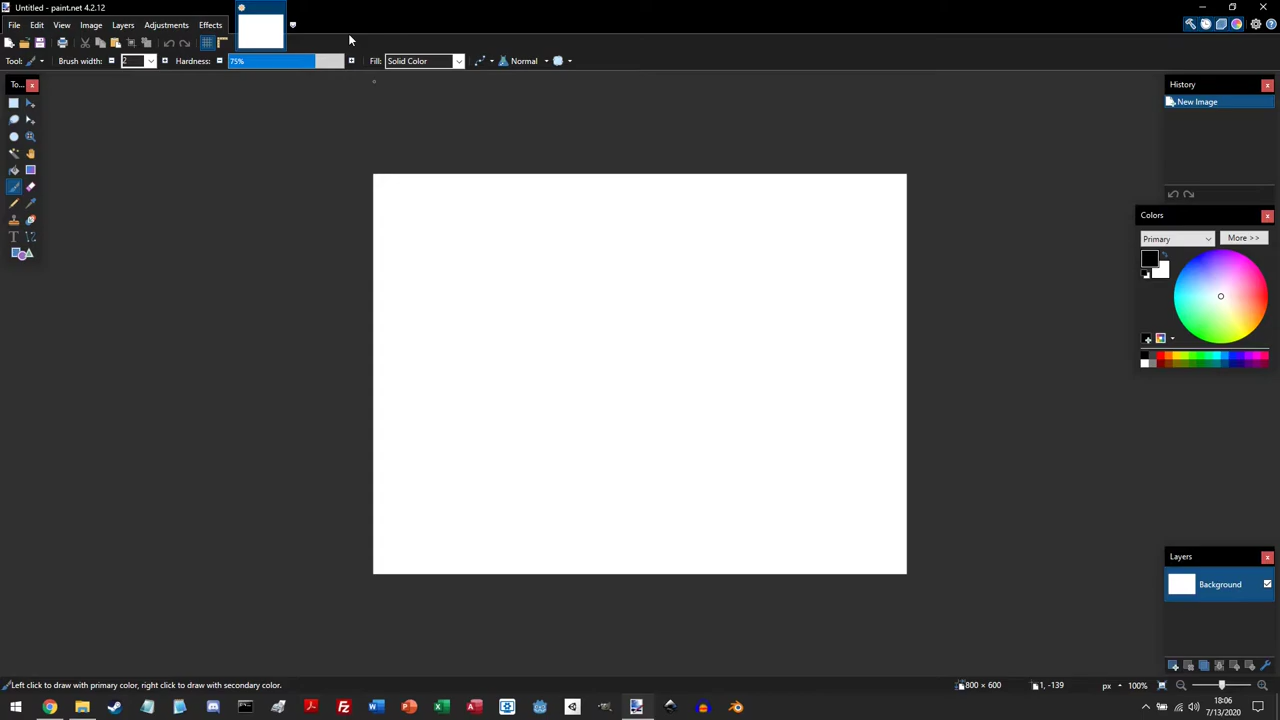 Untitled - paint.net 4.2.12
File Edit View Image Layers Adjustments Effects
Tool: Brush width: 2 Hardness: 75% Fill: Solid Color Normal
To...
History
New Image
Colors
Primary More >>
Layers
Background
Left click to draw with primary color, right click to draw with secondary color. 800 × 600 1, -139 px 100%
18:06
7/13/2020